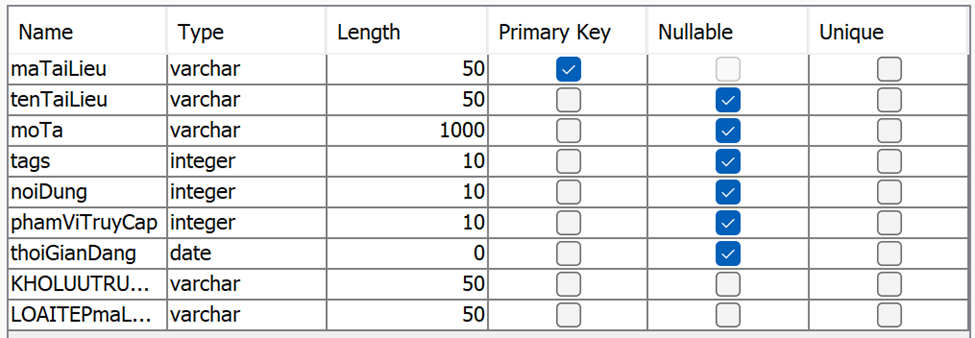 Name Type Length Primary Key Nullable Unique
maTaiLieu varchar 50
tenTaiLieu varchar 50
moTa varchar 1000
tags integer 10
noiDung integer 10
phamViTruyCap integer 10
thoiGianDang date 0
KHOLUUTRU... varchar 50
LOAITEPmaL... varchar 50